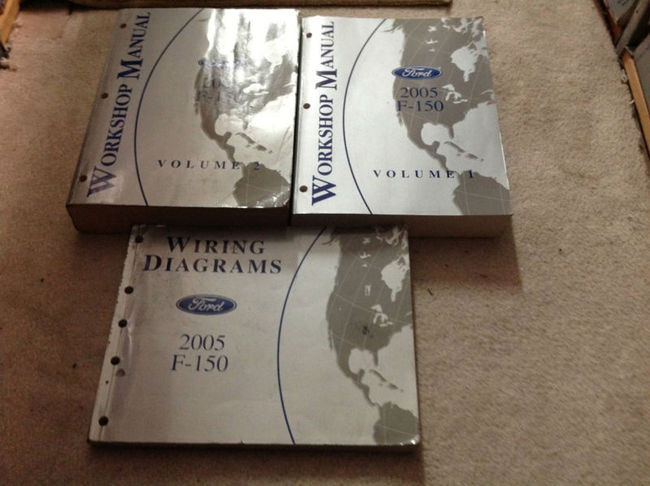 WORKSHOP MANUAL
VOLUME 2
WORKSHOP MANUAL
Ford
2005
F-150
VOLUME 1
WIRING
DIAGRAMS
Ford
2005
F-150